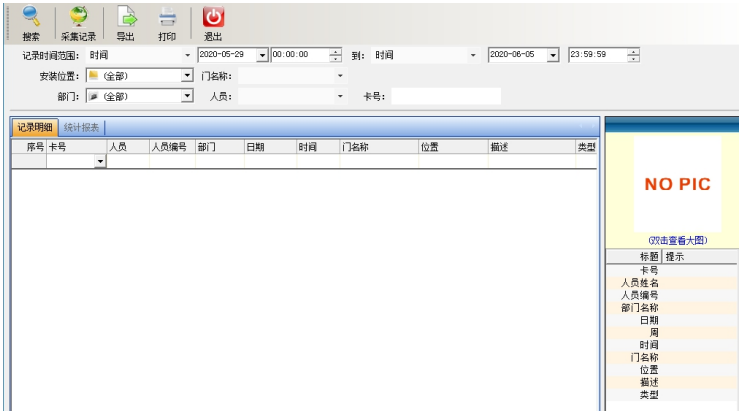 搜索 采集记录 导出 打印 退出
记录时间范围: 时间 2020-05-29 00:00:00 到: 时间 2020-06-05 23:59:59
安装位置: (全部) 门名称:
部门: (全部) 人员: 卡号:
记录明细 统计报表
序号 卡号 人员 人员编号 部门 日期 时间 门名称 位置 描述 类型
NO PIC
(双击查看大图)
标题 提示
卡号
人员姓名
人员编号
部门名称
日期
周
时间
门名称
位置
描述
类型